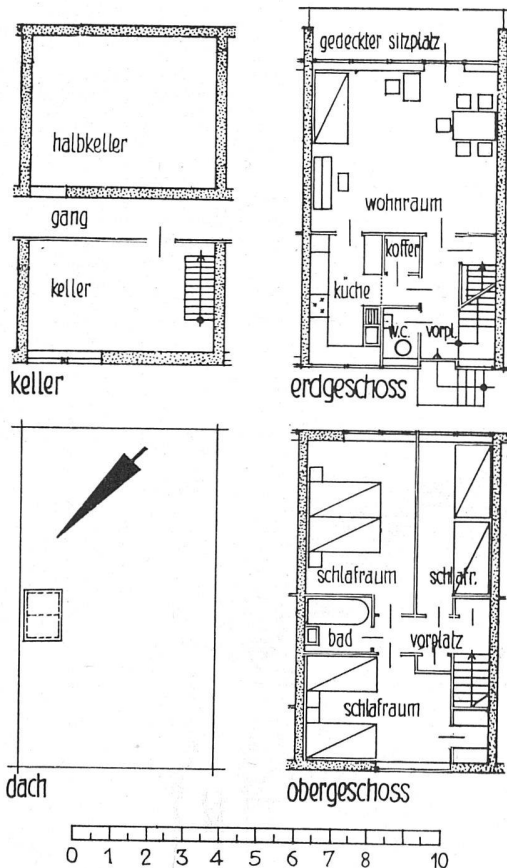 halbkeller
gang
keller
keller
gedeckter sitzplatz
wohnraum
koffer
küche
w.c. vorpl.
erdgeschoss
dach
schlafraum schlafr.
bad vorplatz
schlafraum
obergeschoss
0 1 2 3 4 5 6 7 8 9 10